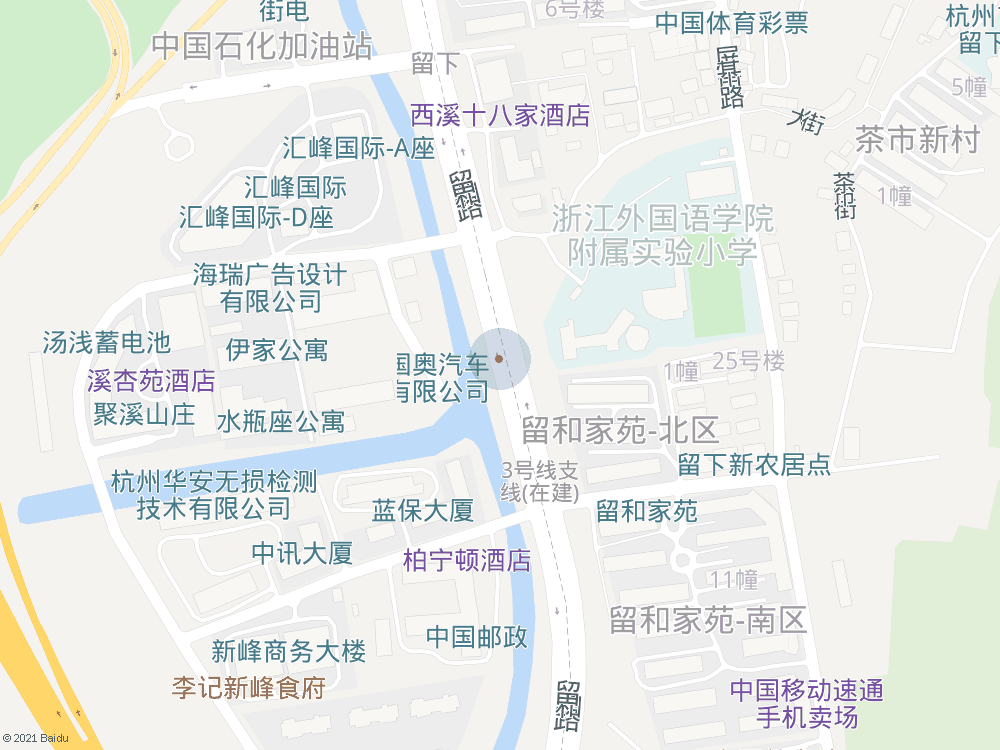 街电
6号楼
中国体育彩票
杭州
留下
中国石化加油站
留下
屏
路
5幢
西溪十八家酒店
大街
茶市新村
汇峰国际-A座
汇峰国际
汇峰国际-D座
留和路
茶市街
1幢
浙江外国语学院
附属实验小学
海瑞广告设计
有限公司
汤浅蓄电池
伊家公寓
国奥汽车
有限公司
1幢
25号楼
溪杏苑酒店
聚溪山庄
水瓶座公寓
留和家苑-北区
3号线支
线(在建)
留下新农居点
杭州华安无损检测
技术有限公司
蓝保大厦
留和家苑
中讯大厦
柏宁顿酒店
11幢
留和家苑-南区
中国邮政
新峰商务大楼
李记新峰食府
留和路
中国移动速通
手机卖场
© 2021 Baidu